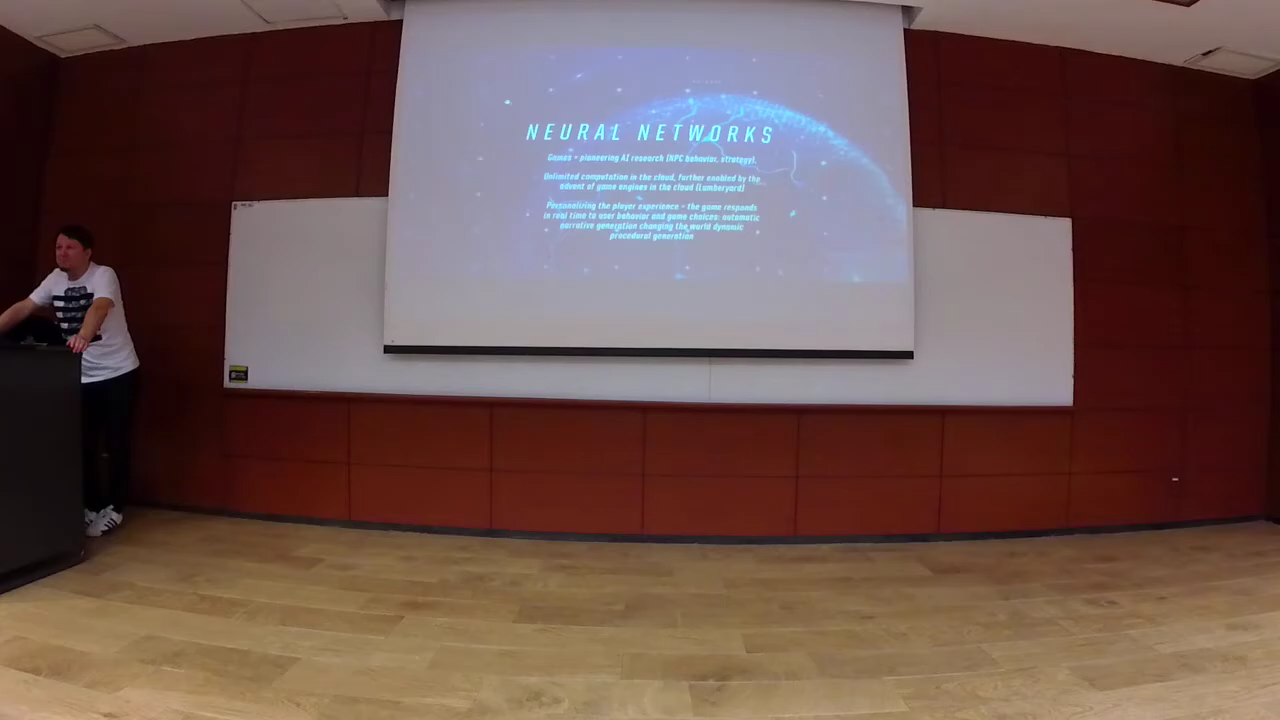 NEURAL NETWORKS
Games - pioneering AI research (NPC behavior, strategy).
Unlimited computation in the cloud, further enabled by the
advent of game engines in the cloud (Lumberyard)
Personalizing the player experience - the game responds
in real time to user behavior and game choices: automatic
narrative generation changing the world dynamic
procedural generation